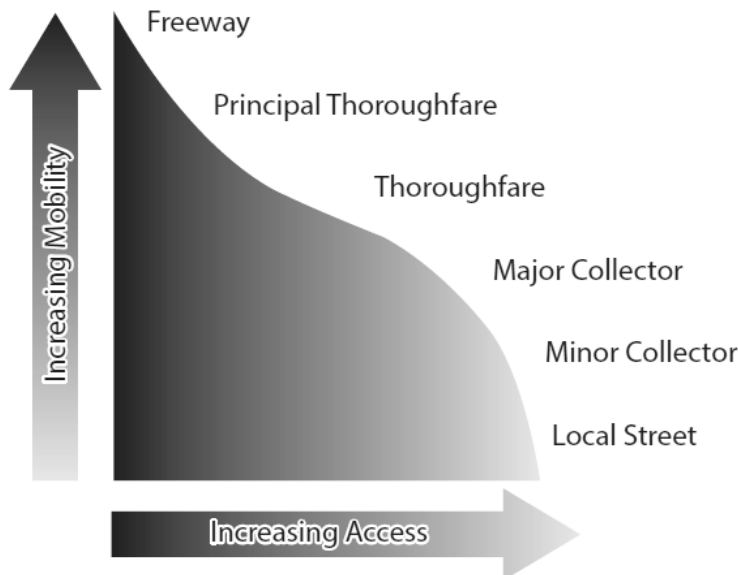 Freeway
Principal Thoroughfare
Thoroughfare
Major Collector
Minor Collector
Local Street
Increasing Mobility
Increasing Access